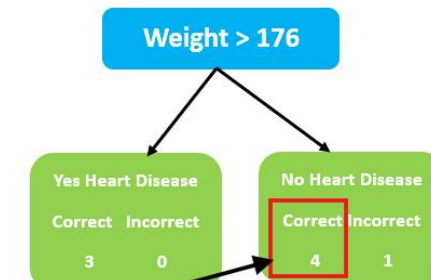 Weight > 176
Yes Heart Disease
Correct Incorrect
3 0
No Heart Disease
Correct Incorrect
4 1